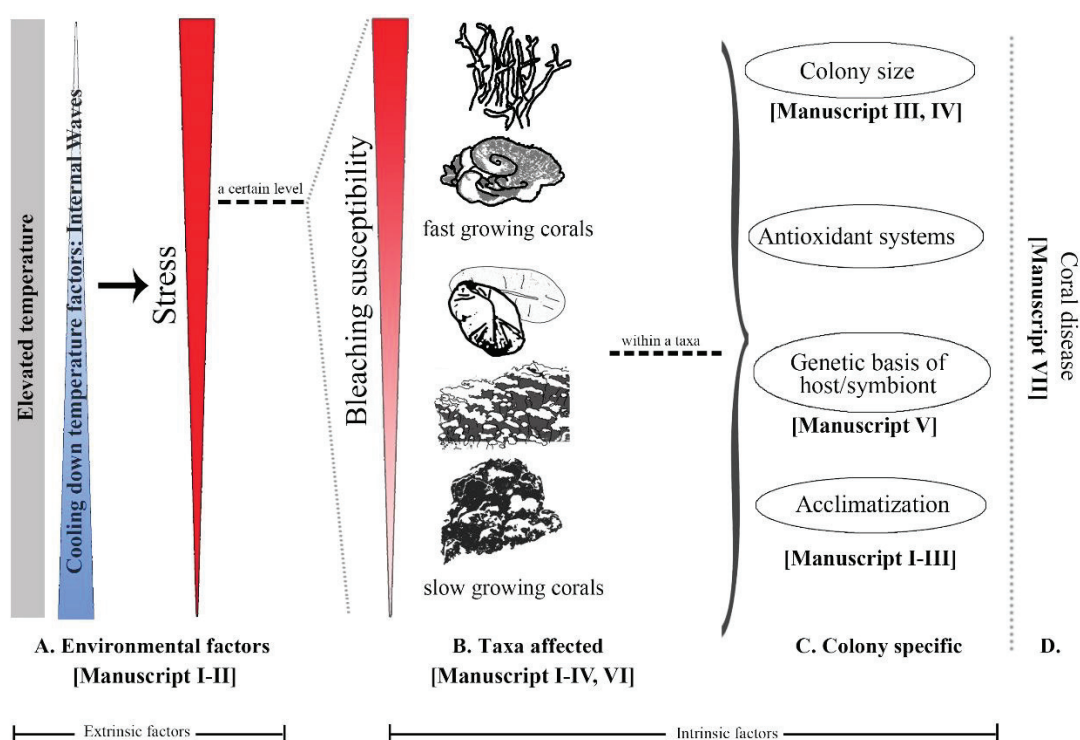 Elevated temperature
Cooling down temperature factors: Internal Waves
Stress
a certain level
Bleaching susceptibility
fast growing corals
slow growing corals
within a taxa
Colony size
[Manuscript III, IV]
Antioxidant systems
Genetic basis of
host/symbiont
[Manuscript V]
Acclimatization
[Manuscript I-III]
Coral disease
[Manuscript VII]
A. Environmental factors
[Manuscript I-II]
B. Taxa affected
[Manuscript I-IV, VI]
C. Colony specific
D.
Extrinsic factors
Intrinsic factors